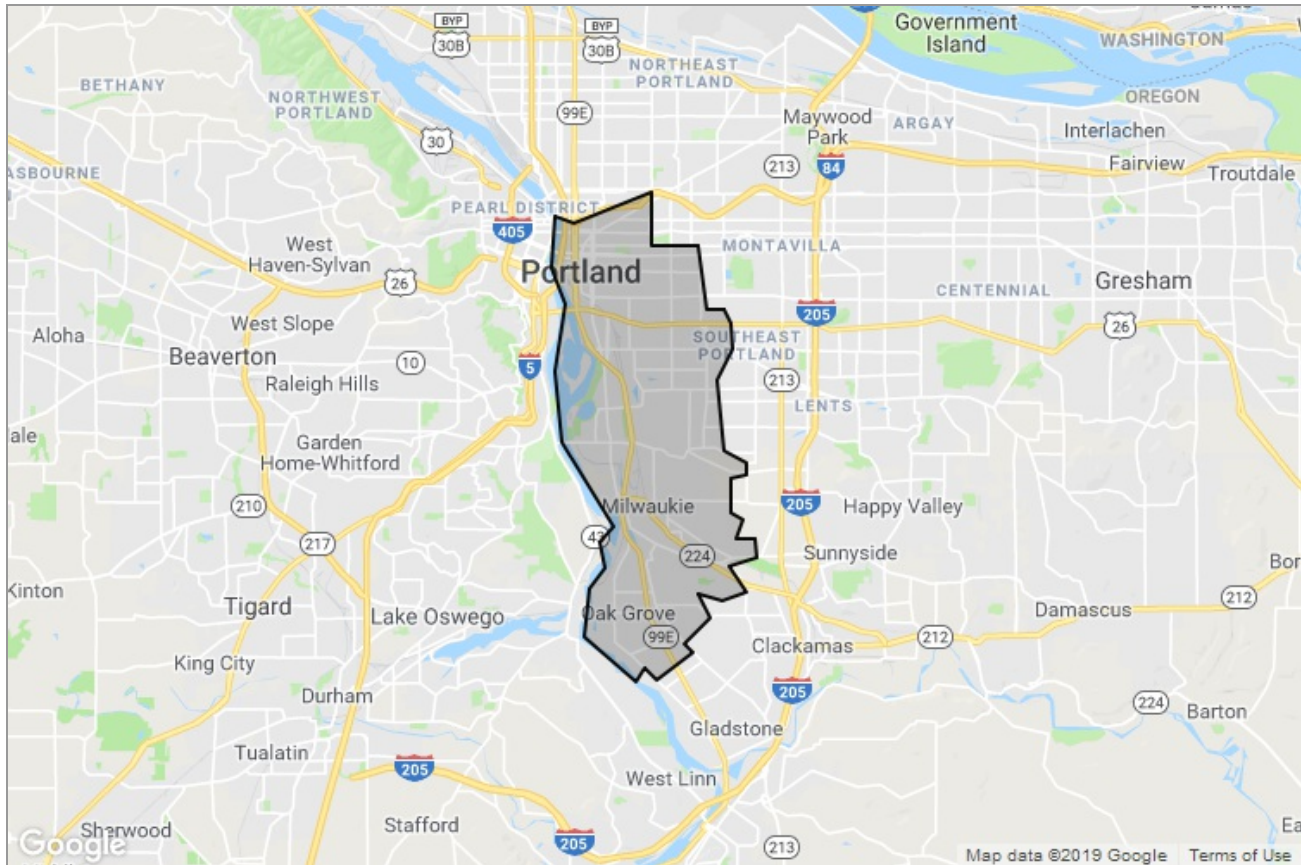 Government
Island
WASHINGTON
BYP
30B
BYP
30B
NORTHEAST
PORTLAND
BETHANY
OREGON
NORTHWEST
PORTLAND
99E
Maywood
Park
ARGAY
Interlachen
30
213
84
Fairview
Troutdale
ASBOURNE
PEARL DISTRICT
405
West
Haven-Sylvan
MONTAVILLA
26
Portland
Gresham
CENTENNIAL
205
26
West Slope
Aloha
SOUTHEAST
PORTLAND
Beaverton
10
5
Raleigh Hills
213
LENTS
ale
Garden
Home-Whitford
210
Milwaukie
205
Happy Valley
43
217
224
Sunnyside
Bor
Kinton
212
Tigard
Lake Oswego
Oak Grove
Damascus
99E
212
Clackamas
King City
205
Durham
224
Barton
Gladstone
Tualatin
205
West Linn
Sherwood
Stafford
205
213
Ea
Google
Map data ©2019 Google
Terms of Use